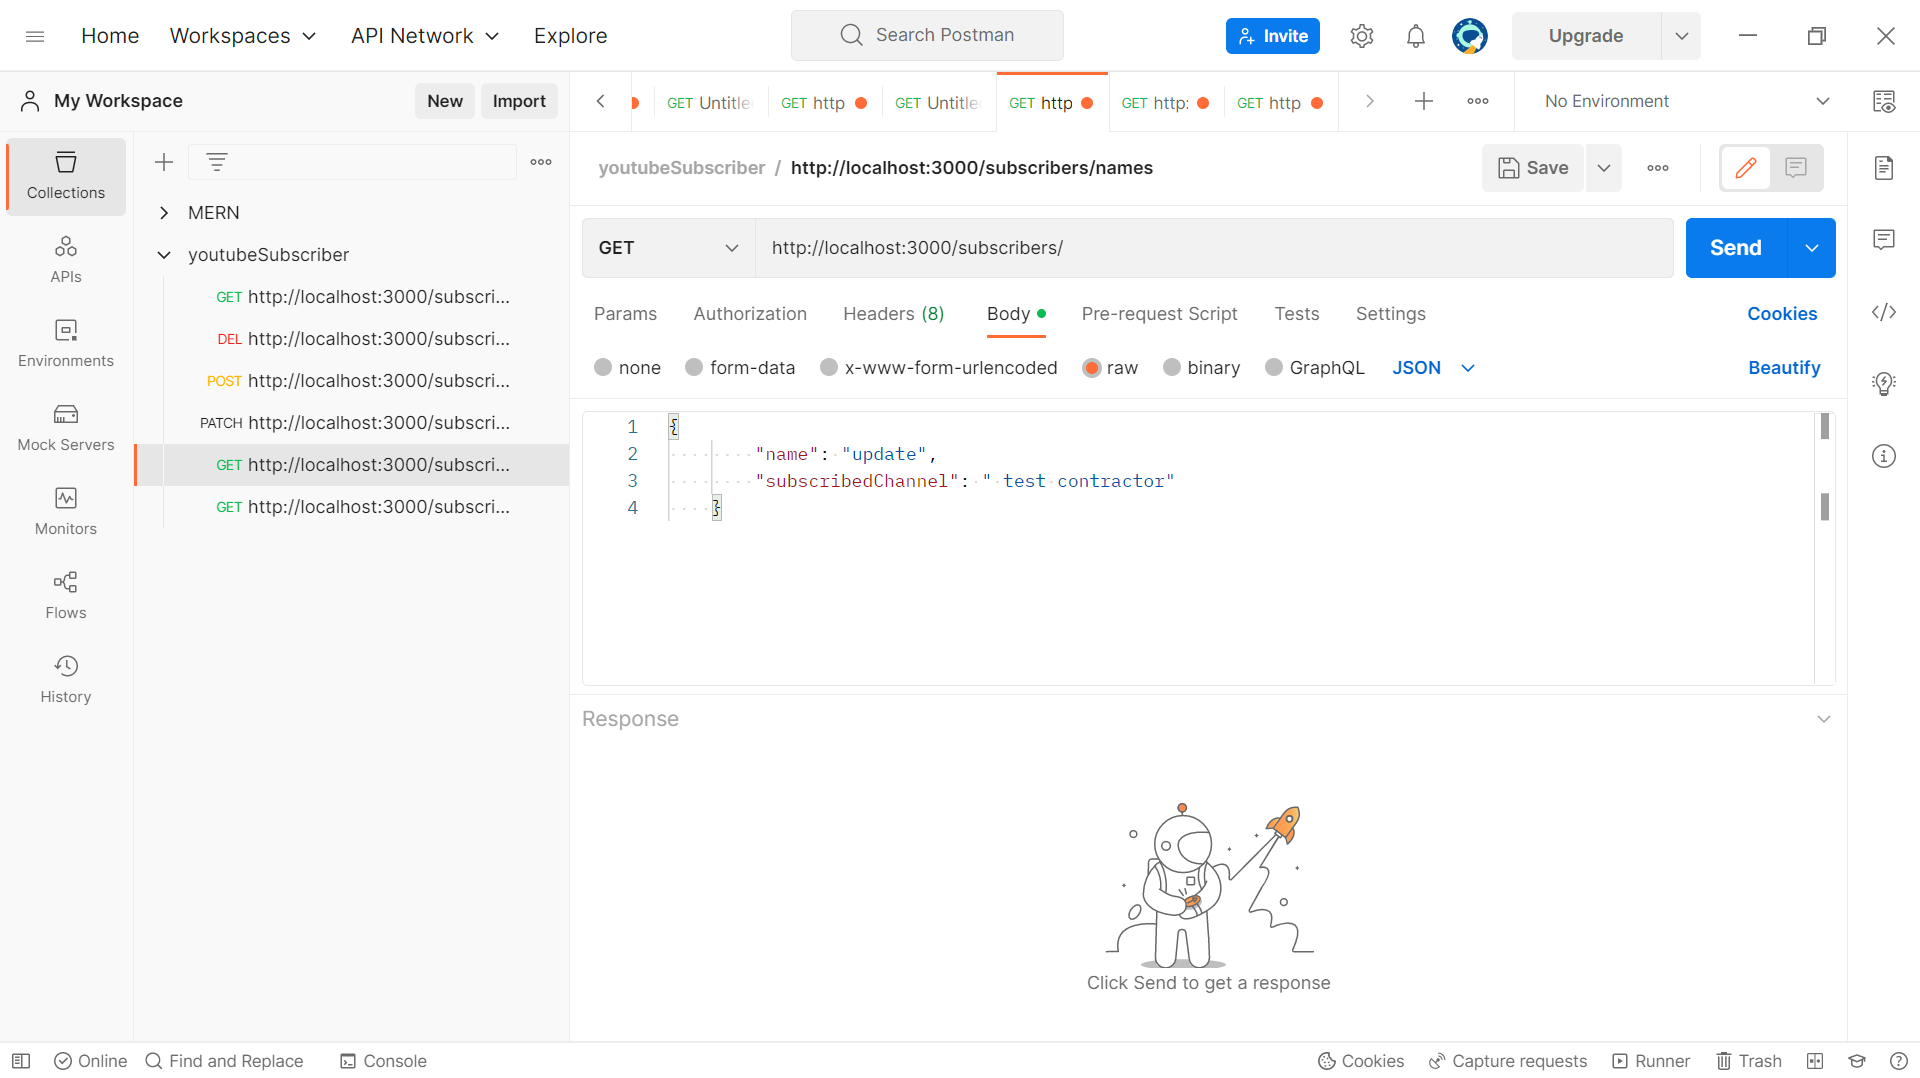 Home Workspaces API Network Explore Search Postman Invite Upgrade
My Workspace New Import GET Untitle GET http GET Untitle GET http GET http: GET http No Environment
youtubeSubscriber / http://localhost:3000/subscribers/names Save
Collections
MERN
youtubeSubscriber
GET http://localhost:3000/subscri...
DEL http://localhost:3000/subscri...
POST http://localhost:3000/subscri...
PATCH http://localhost:3000/subscri...
GET http://localhost:3000/subscri...
GET http://localhost:3000/subscri...
APIs
Environments
Mock Servers
Monitors
Flows
History
GET http://localhost:3000/subscribers/ Send
Params Authorization Headers (8) Body Pre-request Script Tests Settings Cookies
none form-data x-www-form-urlencoded raw binary GraphQL JSON Beautify
1 {
2 "name": "update",
3 "subscribedChannel": " test contractor"
4 }
Response
Click Send to get a response
Online Find and Replace Console Cookies Capture requests Runner Trash